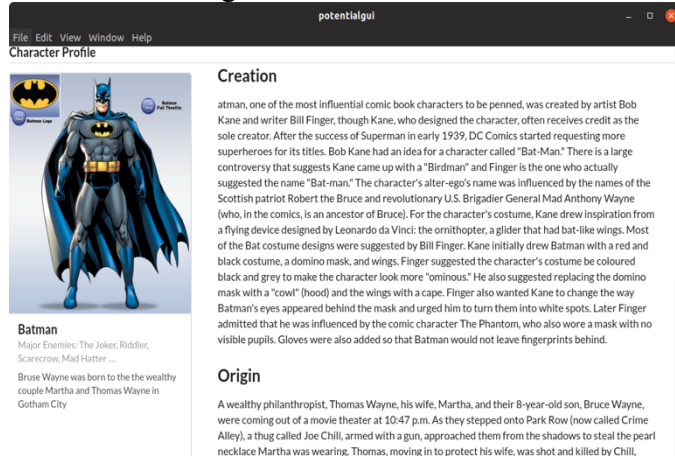 potentialgui
File Edit View Window Help
Character Profile
Batman Logo
Batman
Full Throttle
Batman
Major Enemies: The Joker, Riddler,
Scarecrow, Mad Hatter ...
Bruse Wayne was born to the the wealthy
couple Martha and Thomas Wayne in
Gotham City
Creation
atman, one of the most influential comic book characters to be penned, was created by artist Bob
Kane and writer Bill Finger, though Kane, who designed the character, often receives credit as the
sole creator. After the success of Superman in early 1939, DC Comics started requesting more
superheroes for its titles. Bob Kane had an idea for a character called "Bat-Man." There is a large
controversy that suggests Kane came up with a "Birdman" and Finger is the one who actually
suggested the name "Bat-man." The character's alter-ego's name was influenced by the names of the
Scottish patriot Robert the Bruce and revolutionary U.S. Brigadier General Mad Anthony Wayne
(who, in the comics, is an ancestor of Bruce). For the character's costume, Kane drew inspiration from
a flying device designed by Leonardo da Vinci: the ornithopter, a glider that had bat-like wings. Most
of the Bat costume designs were suggested by Bill Finger. Kane initially drew Batman with a red and
black costume, a domino mask, and wings. Finger suggested the character's costume be coloured
black and grey to make the character look more "ominous." He also suggested replacing the domino
mask with a "cowl" (hood) and the wings with a cape. Finger also wanted Kane to change the way
Batman's eyes appeared behind the mask and urged him to turn them into white spots. Later Finger
admitted that he was influenced by the comic character The Phantom, who also wore a mask with no
visible pupils. Gloves were also added so that Batman would not leave fingerprints behind.
Origin
A wealthy philanthropist, Thomas Wayne, his wife, Martha, and their 8-year-old son, Bruce Wayne,
were coming out of a movie theater at 10:47 p.m. As they stepped onto Park Row (now called Crime
Alley), a thug called Joe Chill, armed with a gun, approached them from the shadows to steal the pearl
necklace Martha was wearing. Thomas, moving in to protect his wife, was shot and killed by Chill,